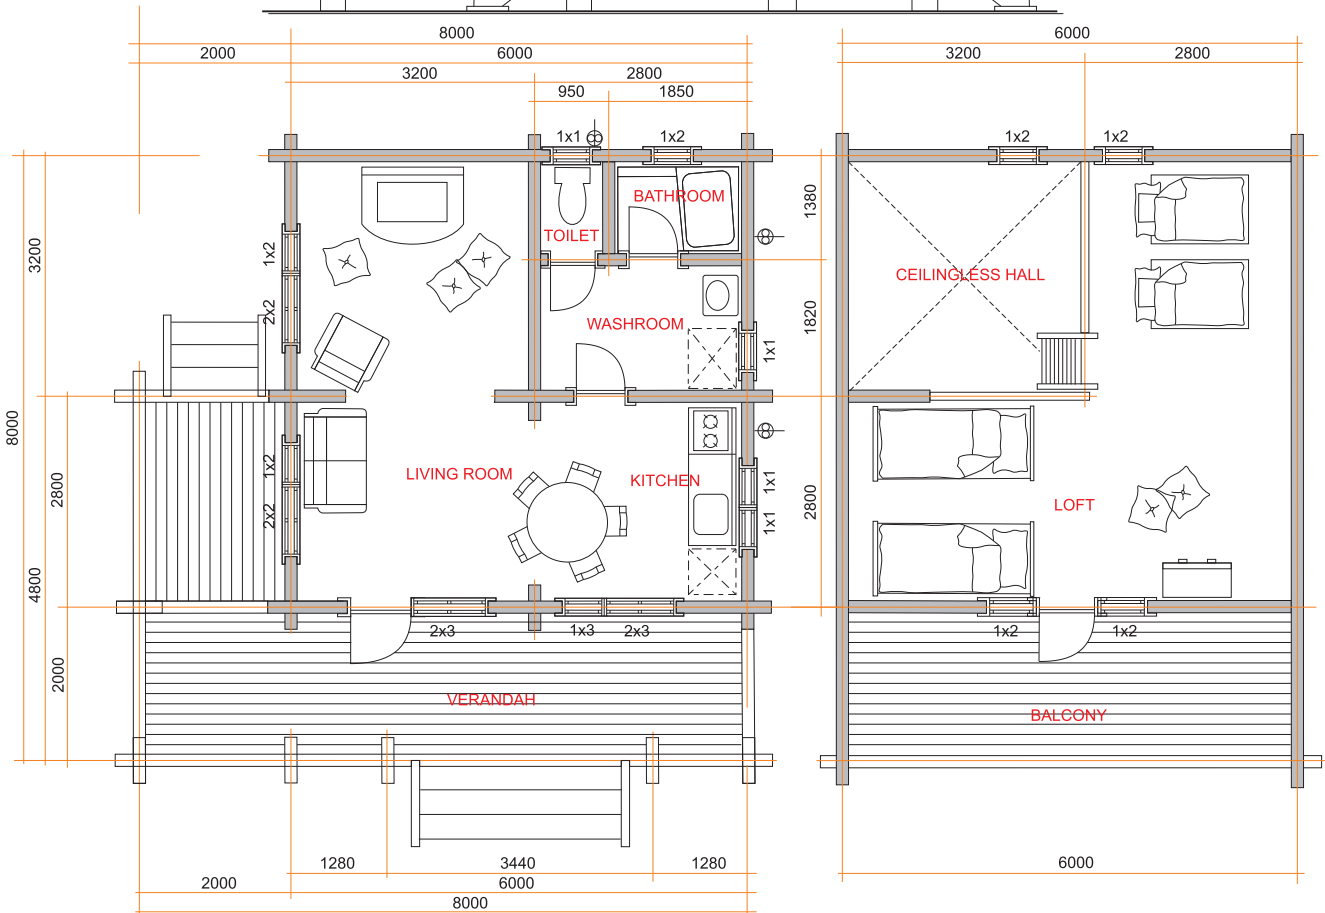 8000
6000
2000
6000
3200
2800
3200
2800
950
1850
1x1
1x2
1x2
1x2
BATHROOM
1380
TOILET
3200
1x2
CEILINGLESS HALL
2x2
WASHROOM
1820
1x1
8000
1x2
LIVING ROOM
KITCHEN
1x1
2800
2800
LOFT
2x2
1x1
4800
2x3
1x3
2x3
1x2
1x2
2000
VERANDAH
BALCONY
1280
3440
1280
6000
2000
6000
8000